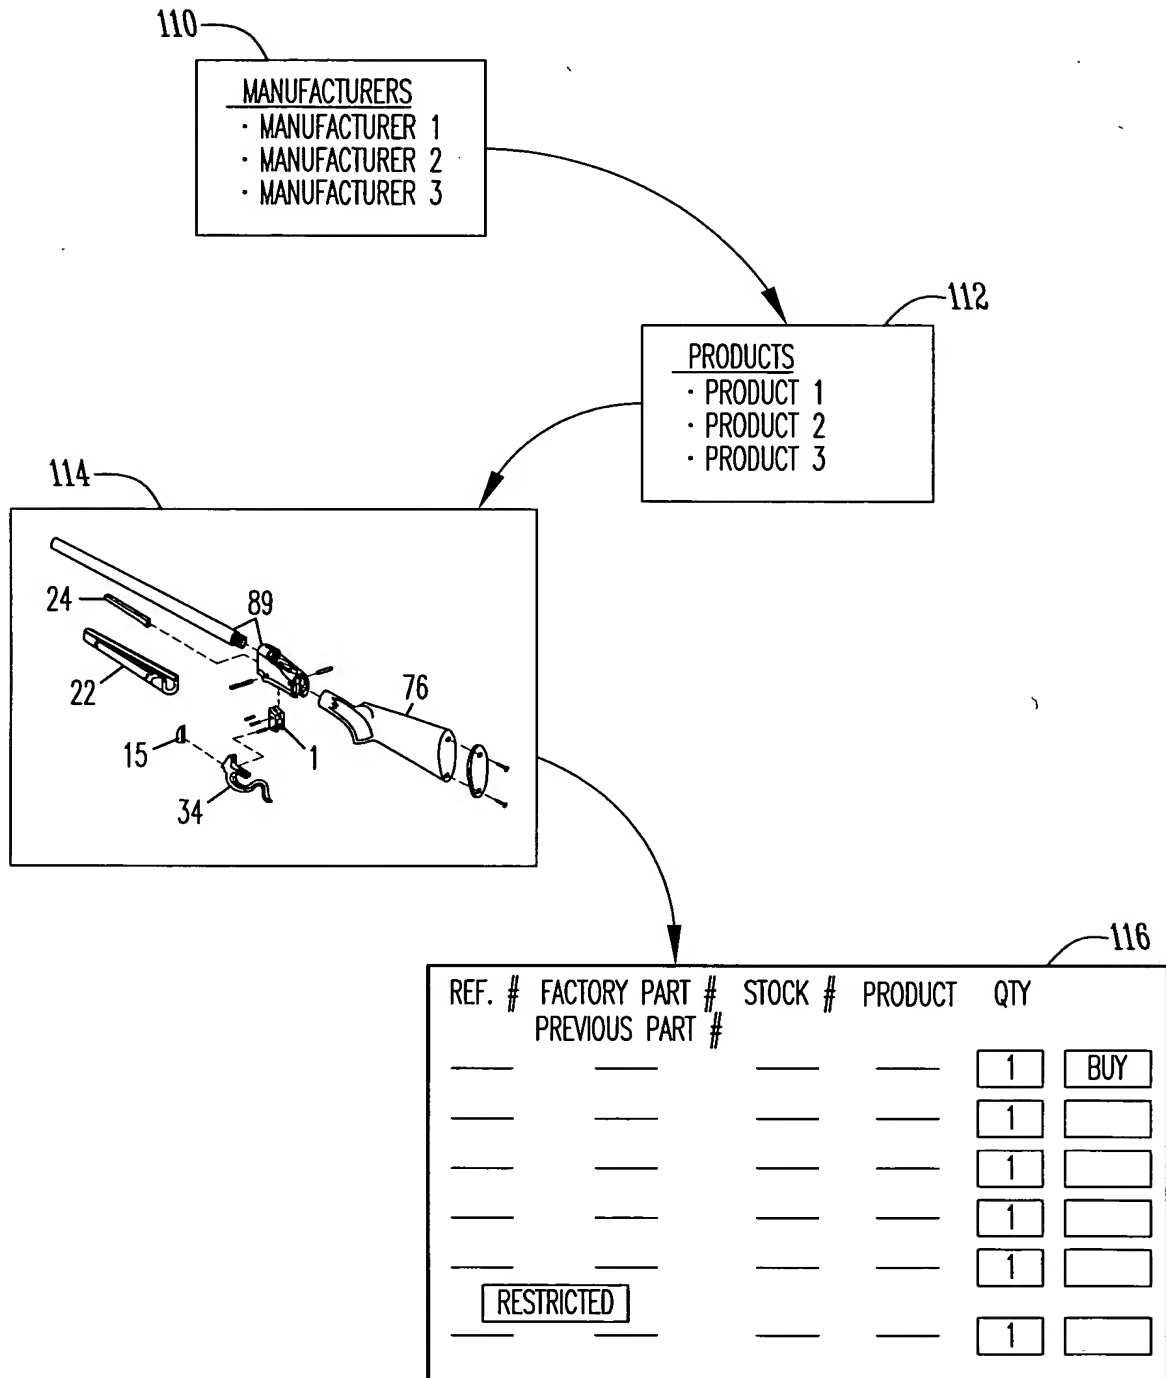 110
MANUFACTURERS
· MANUFACTURER 1
· MANUFACTURER 2
· MANUFACTURER 3
112
PRODUCTS
· PRODUCT 1
· PRODUCT 2
· PRODUCT 3
114
24
89
22
76
15
1
34
116
REF. # FACTORY PART # STOCK # PRODUCT QTY
PREVIOUS PART #
1 BUY
1
1
1
1
RESTRICTED
1